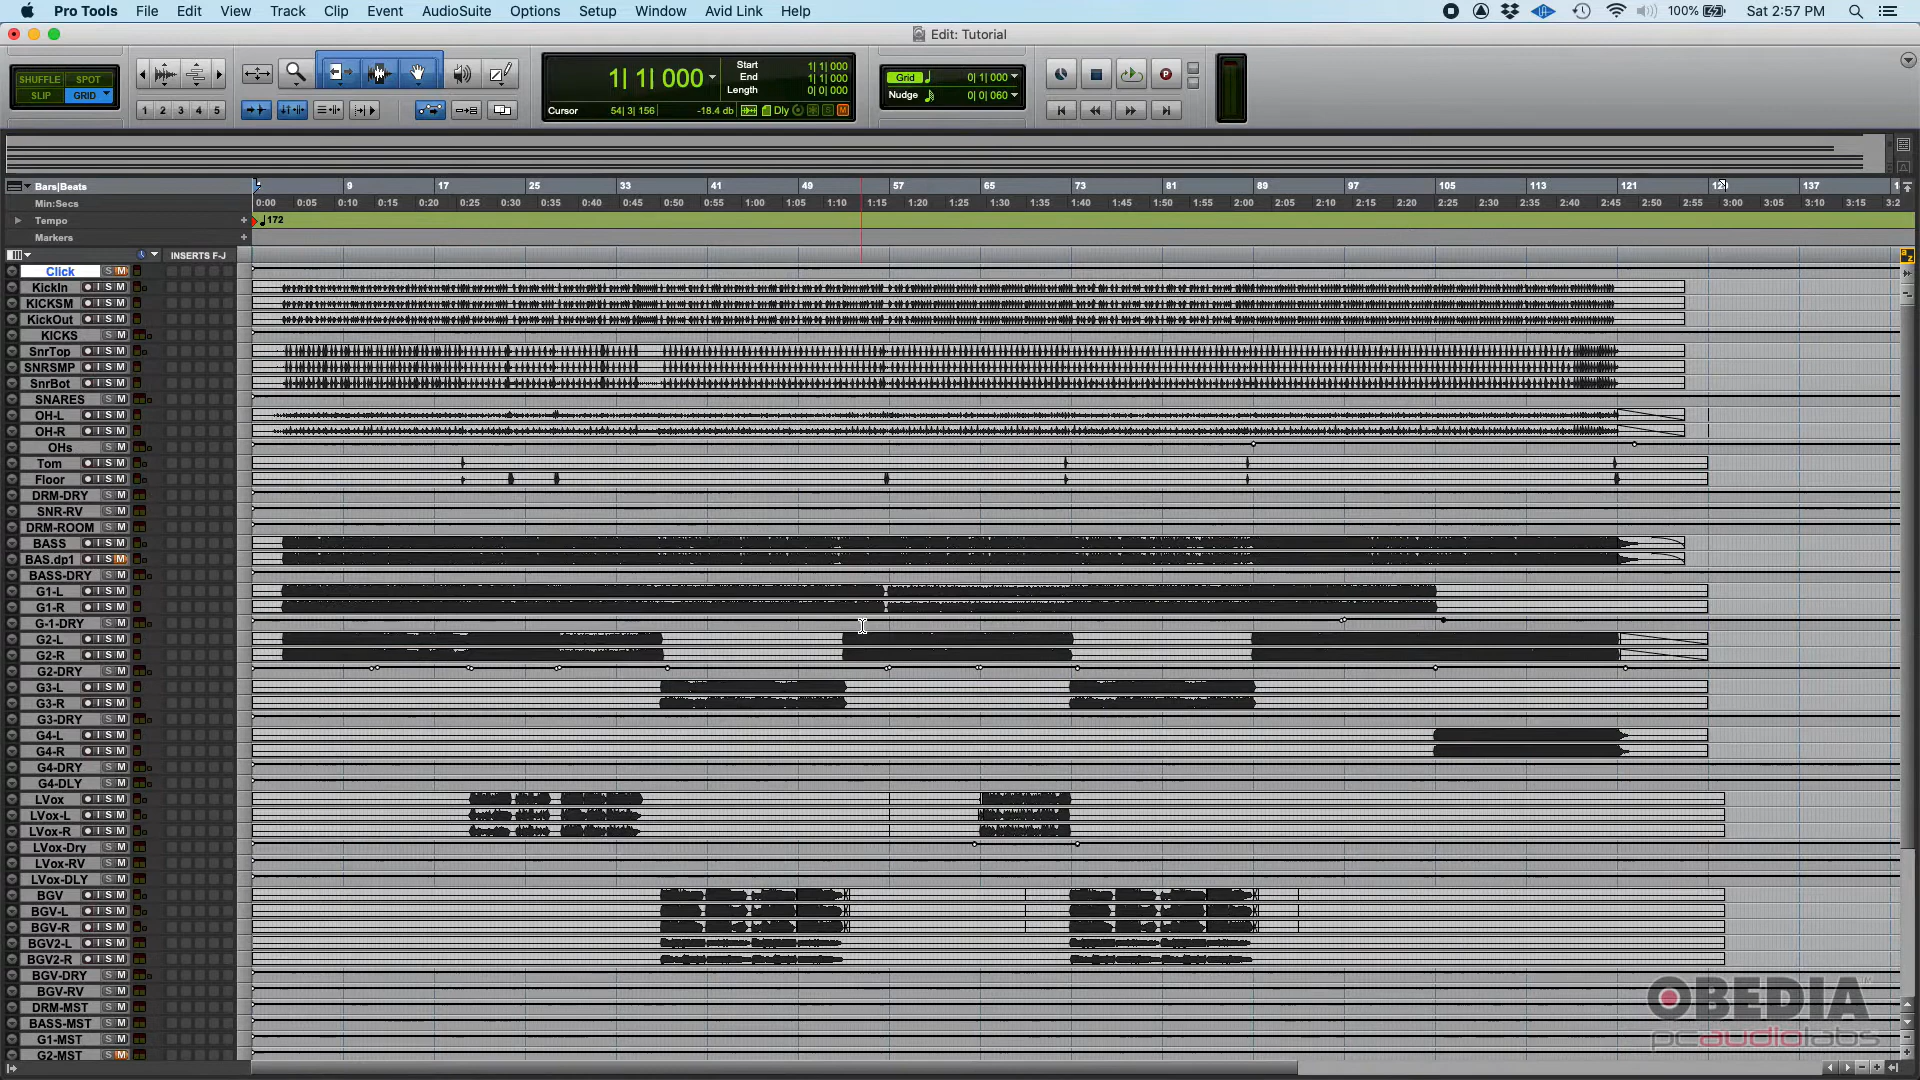 Pro Tools File Edit View Track Clip Event AudioSuite Options Setup Window Avid Link Help 100% Sat 2:57 PM
Edit: Tutorial
SHUFFLE SPOT
SLIP GRID
1 2 3 4 5
1| 1| 000
Start 1| 1| 000
End 1| 1| 000
Length 0| 0| 000
Cursor 54| 3| 156 -18.4 db Dly
Grid 0| 1| 000
Nudge 0| 0| 060
Bars|Beats 9 17 25 33 41 49 57 65 73 81 89 97 105 113 121 137
Min:Secs 0:00 0:05 0:10 0:15 0:20 0:25 0:30 0:35 0:40 0:45 0:50 0:55 1:00 1:05 1:10 1:15 1:20 1:25 1:30 1:35 1:40 1:45 1:50 1:55 2:00 2:05 2:10 2:15 2:20 2:25 2:30 2:35 2:40 2:45 2:50 2:55 3:00 3:05 3:10 3:15 3:2
Tempo 172
Markers
INSERTS F-J
Click S M
KickIn I S M
KICKSM I S M
KickOut I S M
KICKS S M
SnrTop I S M
SNRSMP I S M
SnrBot I S M
SNARES S M
OH-L I S M
OH-R I S M
OHs S M
Tom I S M
Floor I S M
DRM-DRY S M
SNR-RV S M
DRM-ROOM S M
BASS I S M
BAS.dp1 I S M
BASS-DRY S M
G1-L I S M
G1-R I S M
G-1-DRY S M
G2-L I S M
G2-R I S M
G2-DRY S M
G3-L I S M
G3-R I S M
G3-DRY S M
G4-L I S M
G4-R I S M
G4-DRY S M
G4-DLY S M
LVox I S M
LVox-L I S M
LVox-R I S M
LVox-Dry S M
LVox-RV S M
LVox-DLY S M
BGV I S M
BGV-L I S M
BGV-R I S M
BGV2-L I S M
BGV2-R I S M
BGV-DRY S M
BGV-RV S M
DRM-MST S M
BASS-MST S M
G1-MST S M
G2-MST S M
OBEDIA
pcaudiolabs